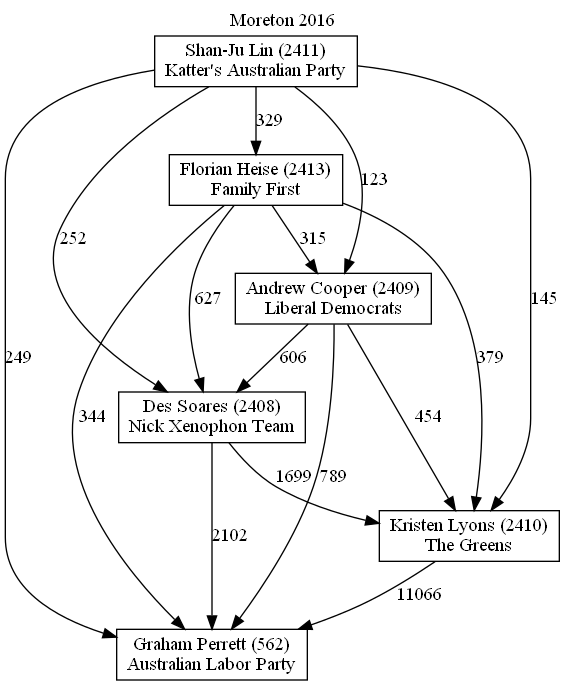 Moreton 2016
Shan-Ju Lin (2411)
Katter's Australian Party
329
Florian Heise (2413)
Family First
123
252
315
627
Andrew Cooper (2409)
Liberal Democrats
145
249
344
606
379
Des Soares (2408)
Nick Xenophon Team
454
1699
789
2102
Kristen Lyons (2410)
The Greens
11066
Graham Perrett (562)
Australian Labor Party